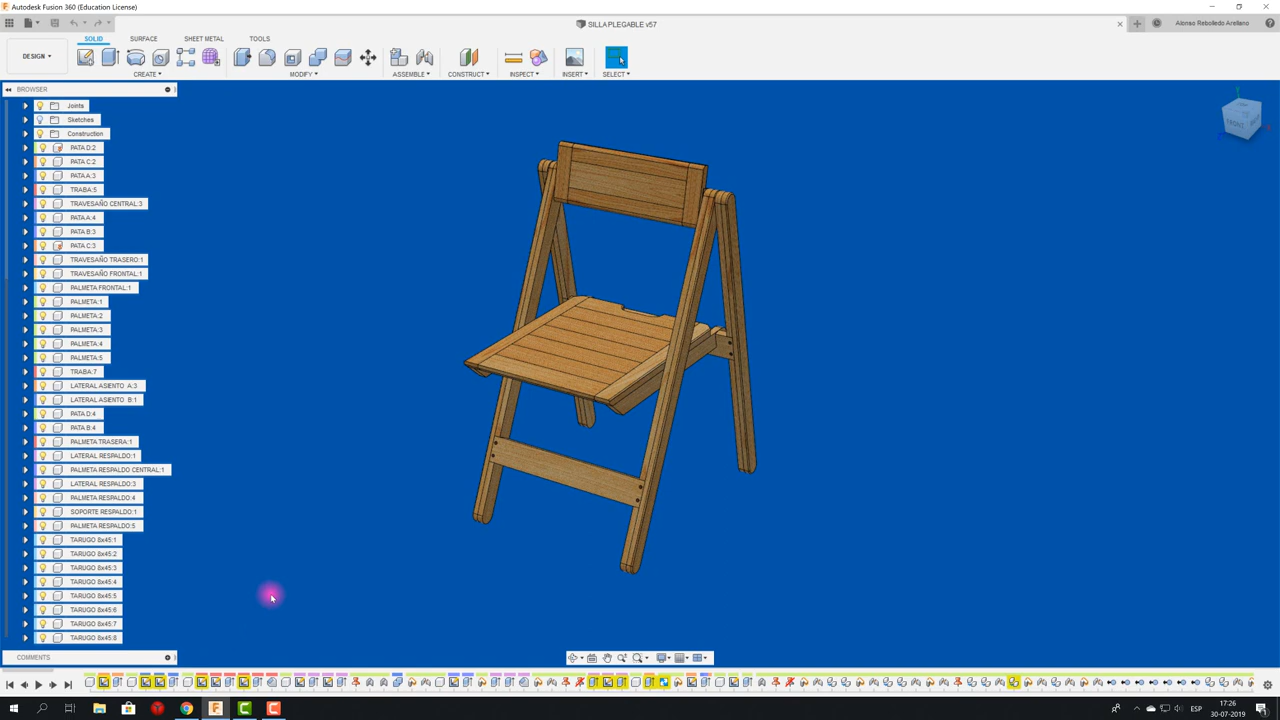 Autodesk Fusion 360 (Education License)
SILLA PLEGABLE v57
Alonso Rebolledo Arellano
SOLID SURFACE SHEET METAL TOOLS
DESIGN
CREATE MODIFY ASSEMBLE CONSTRUCT INSPECT INSERT SELECT
BROWSER
FRONT
Joints
Sketches
Construction
PATA D:2
PATA C:2
PATA A:3
TRABA:5
TRAVESAÑO CENTRAL:3
PATA A:4
PATA B:3
PATA C:3
TRAVESAÑO TRASERO:1
TRAVESAÑO FRONTAL:1
PALMETA FRONTAL:1
PALMETA:1
PALMETA:2
PALMETA:3
PALMETA:4
PALMETA:5
TRABA:7
LATERAL ASIENTO A:3
LATERAL ASIENTO B:1
PATA D:4
PATA B:4
PALMETA TRASERA:1
LATERAL RESPALDO:1
PALMETA RESPALDO CENTRAL:1
LATERAL RESPALDO:3
PALMETA RESPALDO:4
SOPORTE RESPALDO:1
PALMETA RESPALDO:5
TARUGO 8x45:1
TARUGO 8x45:2
TARUGO 8x45:3
TARUGO 8x45:4
TARUGO 8x45:5
TARUGO 8x45:6
TARUGO 8x45:7
TARUGO 8x45:8
COMMENTS
ESP
17:26
30-07-2019